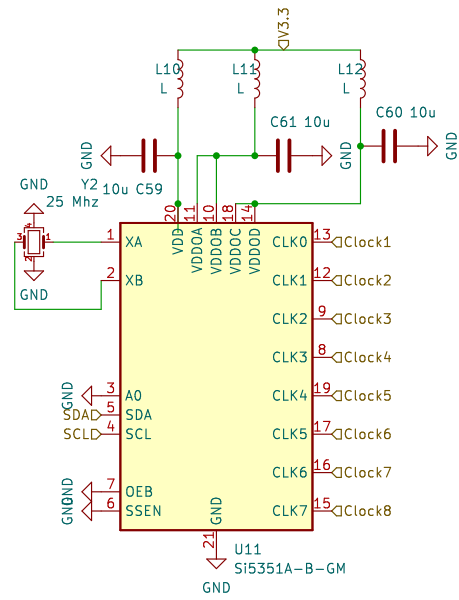 V3.3
L10
L
L11
L
L12
L
C61 10u
C60 10u
GND
GND
GND
GND
Y2
25 Mhz
10u C59
20
11
10
18
14
VDD
VDDOA
VDDOB
VDDOC
VDDOD
4
3
1
2
GND
1
XA
2
XB
3
A0
GND
5
SDA
SDA
4
SCL
SCL
7
OEB
GND
6
SSEN
GND
CLK0
13
Clock1
CLK1
12
Clock2
CLK2
9
Clock3
CLK3
8
Clock4
CLK4
19
Clock5
CLK5
17
Clock6
CLK6
16
Clock7
CLK7
15
Clock8
GND
21
GND
U11
Si5351A-B-GM